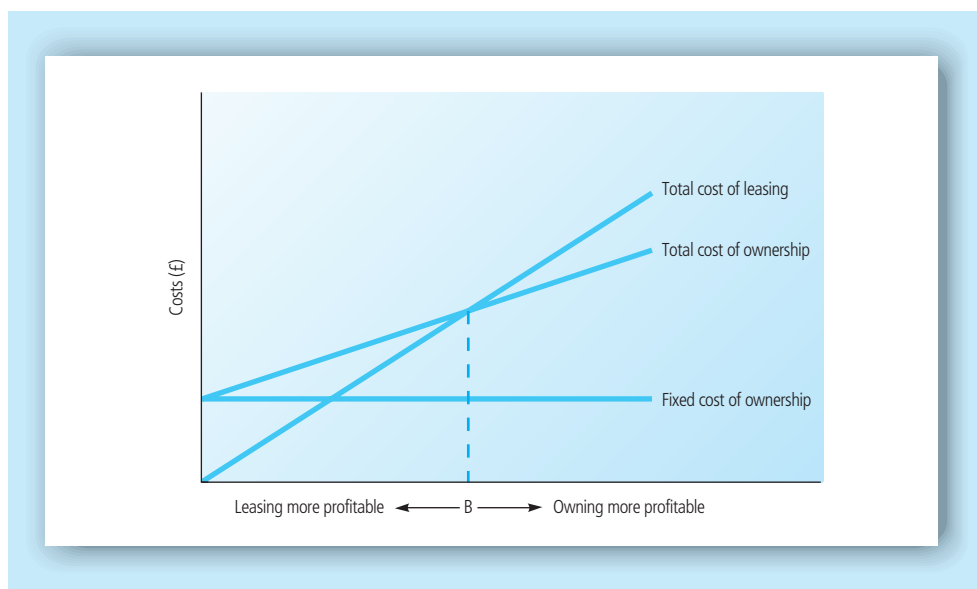 Total cost of leasing
Total cost of ownership
Costs (£)
Fixed cost of ownership
Leasing more profitable B Owning more profitable